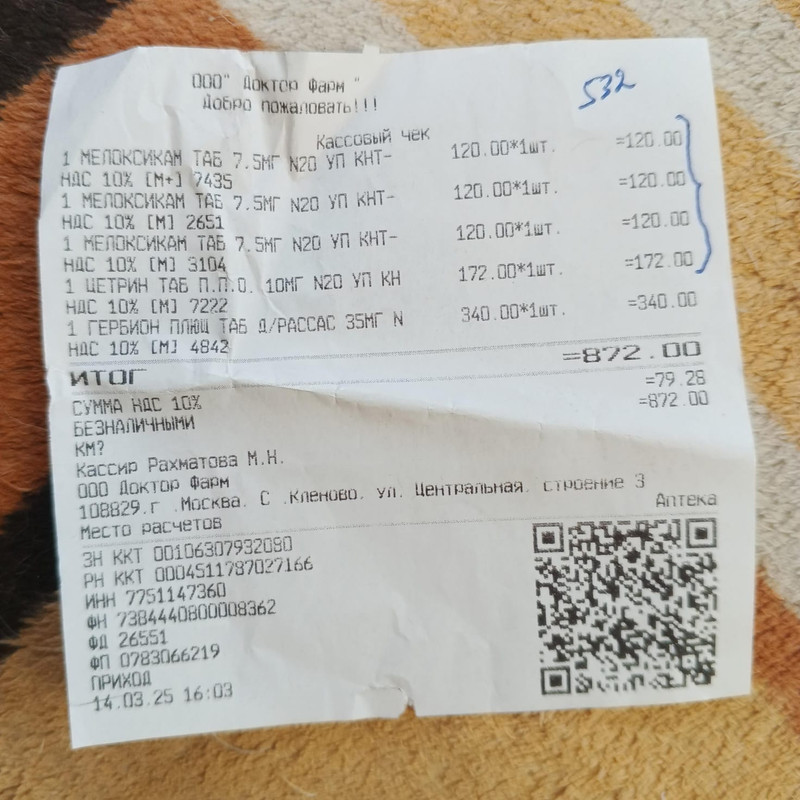 ООО" Доктор Фарм "
532
Добро пожаловать!!!
Кассовый чек
1 МЕЛОКСИКАМ ТАБ 7.5МГ N20 УП КНТ- 120.00*1шт. =120.00
НДС 10% [М+] 7435
1 МЕЛОКСИКАМ ТАБ 7.5МГ N20 УП КНТ- 120.00*1шт. =120.00
НДС 10% [М] 2651
1 МЕЛОКСИКАМ ТАБ 7.5МГ N20 УП КНТ- 120.00*1шт. =120.00
НДС 10% [М] 3104
1 ЦЕТРИН ТАБ П.П.О. 10МГ N20 УП КН 172.00*1шт. =172.00
НДС 10% [М] 7222
1 ГЕРБИОН ПЛЮЩ ТАБ Д/РАССАС 35МГ N 340.00*1шт. =340.00
НДС 10% [М] 4842
ИТОГ =872.00
СУММА НДС 10% =79.28
БЕЗНАЛИЧНЫМИ =872.00
КМ?
Кассир Рахматова М.Н.
ООО Доктор Фарм
108829.г .Москва. С .Кленово. ул. Центральная. строение 3
Место расчетов Аптека
ЗН ККТ 00106307932080
РН ККТ 0004511787027166
ИНН 7751147360
ФН 7384440800008362
ФД 26551
ФП 0783066219
ПРИХОД
14.03.25 16:03